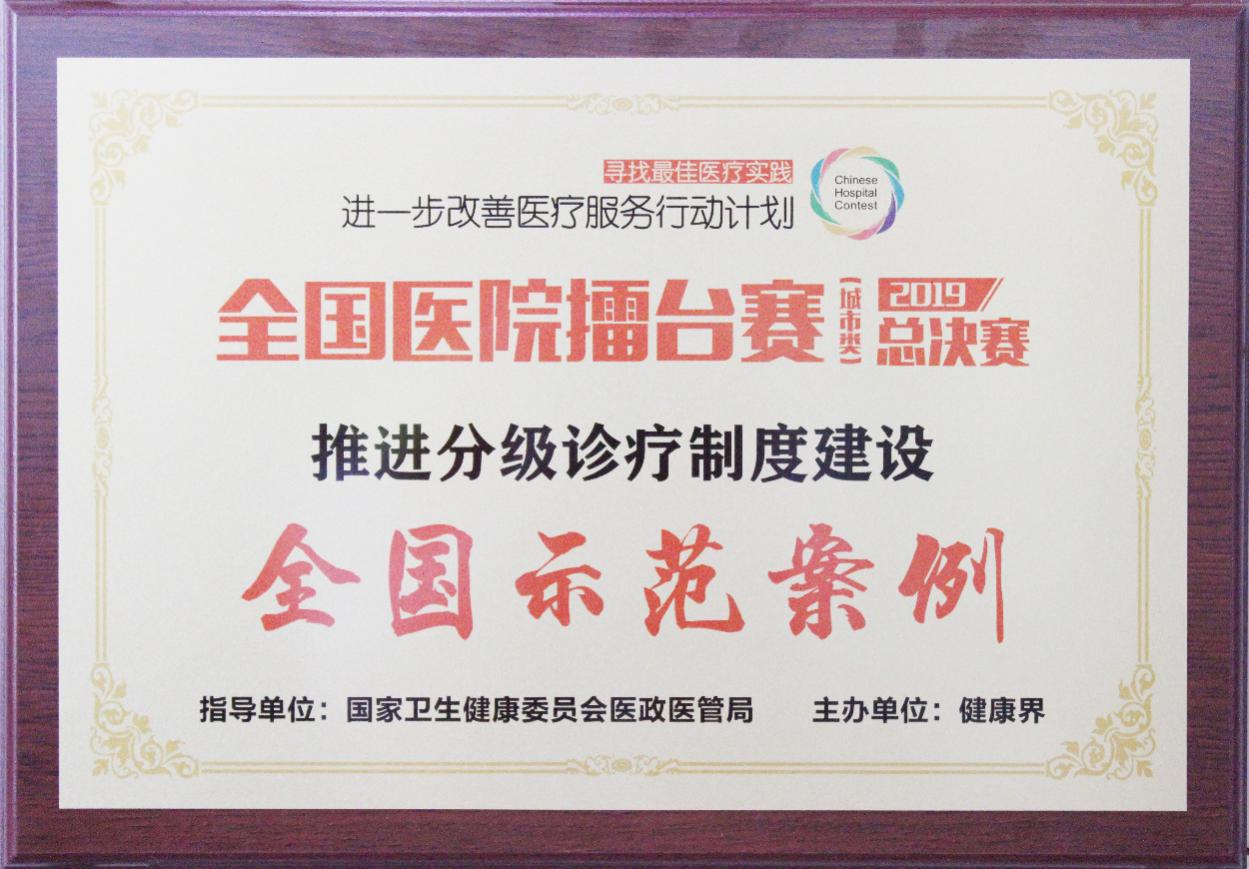 寻找最佳医疗实践
进一步改善医疗服务行动计划
Chinese
Hospital
Contest
全国医院擂台赛(城市类)
2019/
总决赛
推进分级诊疗制度建设
全国示范案例
指导单位：国家卫生健康委员会医政医管局 主办单位：健康界